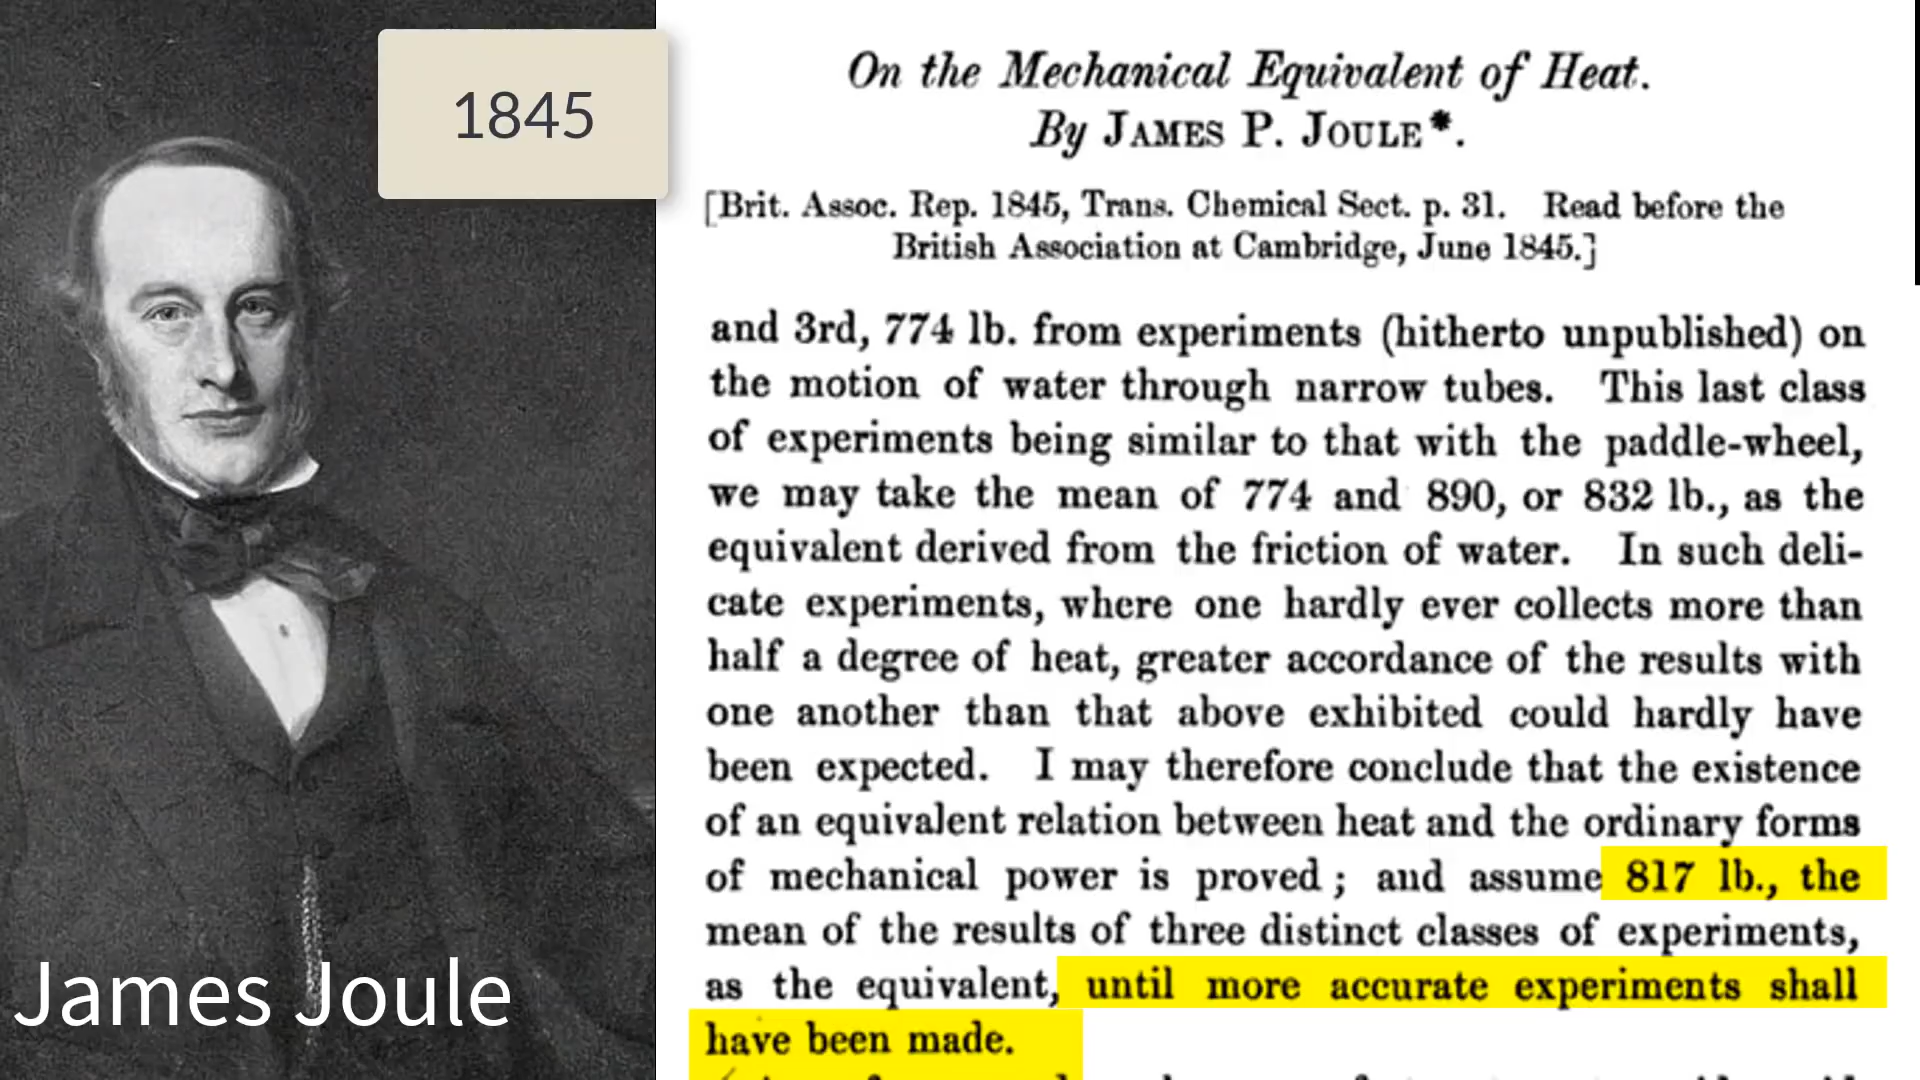 1845
James Joule
On the Mechanical Equivalent of Heat.
By JAMES P. JOULE*.
[Brit. Assoc. Rep. 1845, Trans. Chemical Sect. p. 31. Read before the
British Association at Cambridge, June 1845.]
and 3rd, 774 lb. from experiments (hitherto unpublished) on
the motion of water through narrow tubes. This last class
of experiments being similar to that with the paddle-wheel,
we may take the mean of 774 and 890, or 832 lb., as the
equivalent derived from the friction of water. In such deli-
cate experiments, where one hardly ever collects more than
half a degree of heat, greater accordance of the results with
one another than that above exhibited could hardly have
been expected. I may therefore conclude that the existence
of an equivalent relation between heat and the ordinary forms
of mechanical power is proved; and assume 817 lb., the
mean of the results of three distinct classes of experiments,
as the equivalent, until more accurate experiments shall
have been made.